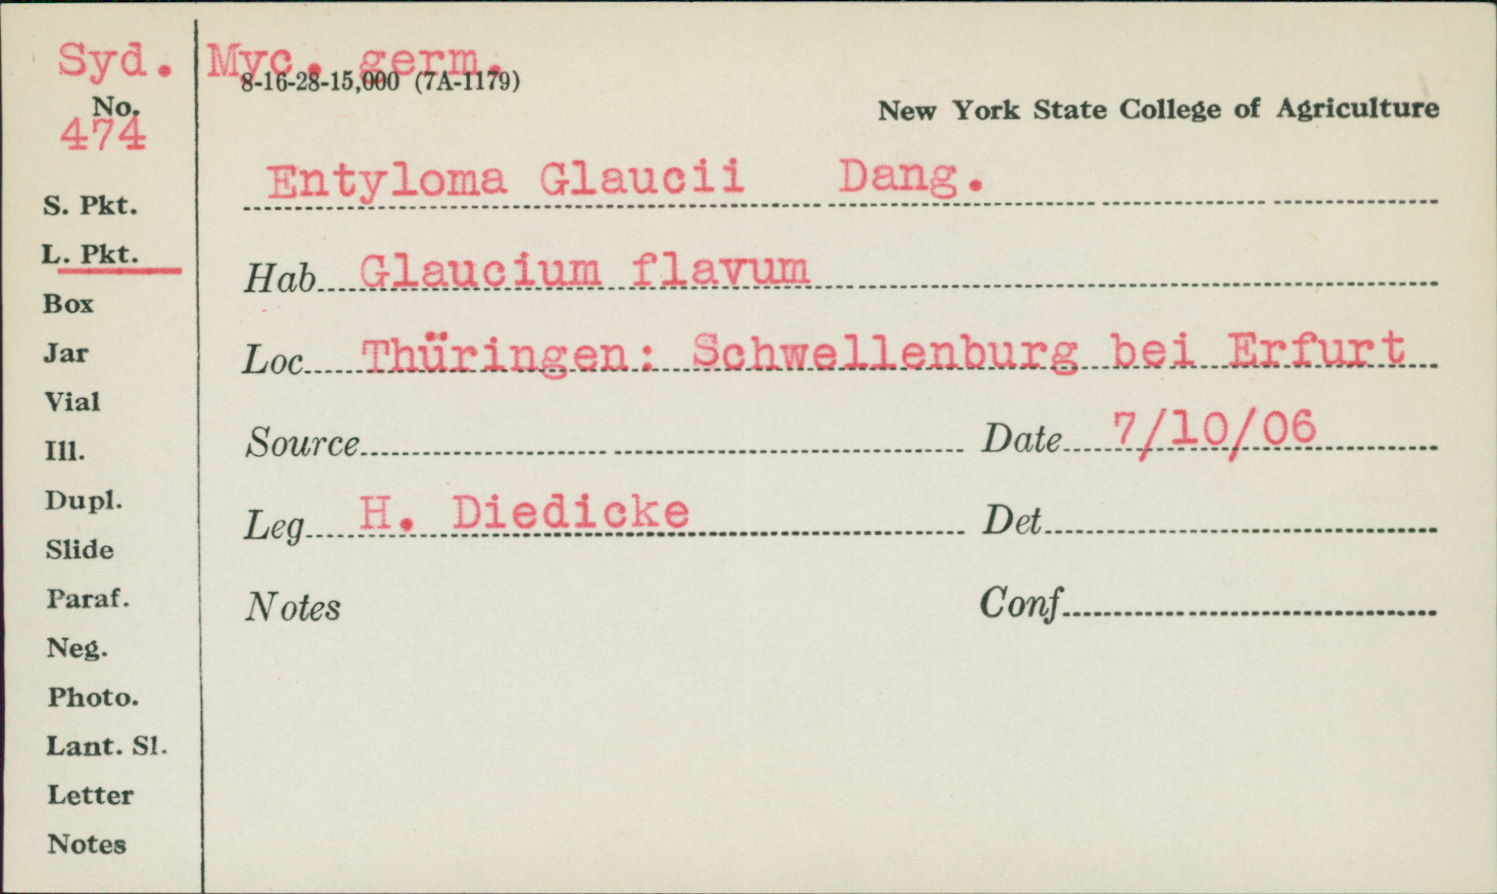 Syd. Myc. germ.
8-16-28-15,000 (7A-1179)
No.
474
New York State College of Agriculture
Entyloma Glaucii Dang.
S. Pkt.
L. Pkt.
Hab. Glaucium flavum
Box
Jar
Loc. Thüringen: Schwellenburg bei Erfurt
Vial
Ill.
Source Date 7/10/06
Dupl.
Leg. H. Diedicke Det.
Slide
Paraf.
Notes Conf.
Neg.
Photo.
Lant. Sl.
Letter
Notes